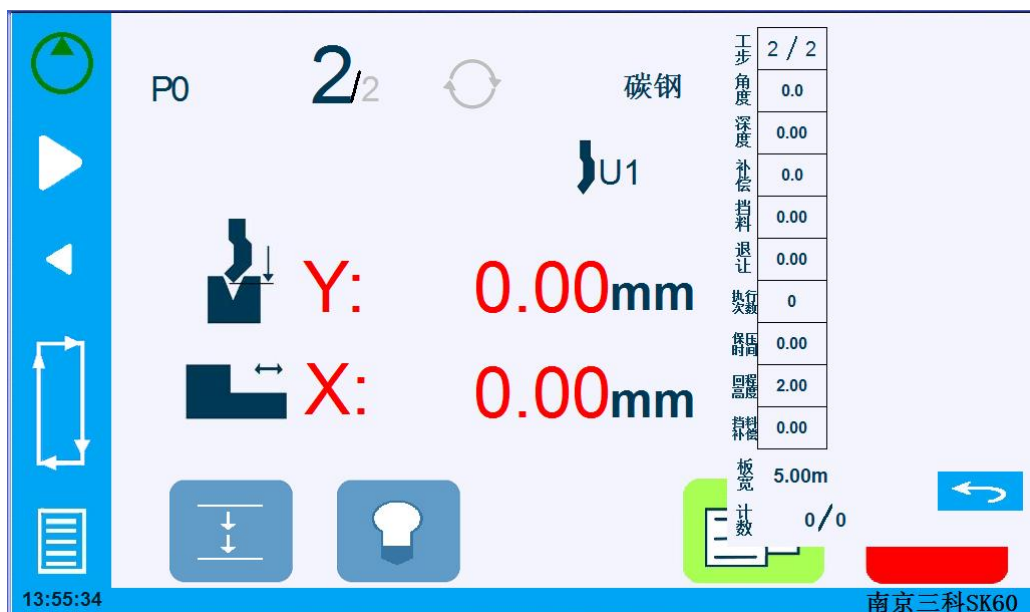 P0
2/2
碳钢
U1
Y: 0.00mm
X: 0.00mm
工步 2 / 2
角度 0.0
深度 0.00
补偿 0.0
挡料 0.00
退让 0.00
执行次数 0
保压时间 0.00
回程高度 2.00
挡料补偿 0.00
板宽 5.00m
计数 0/0
13:55:34
南京三科SK60